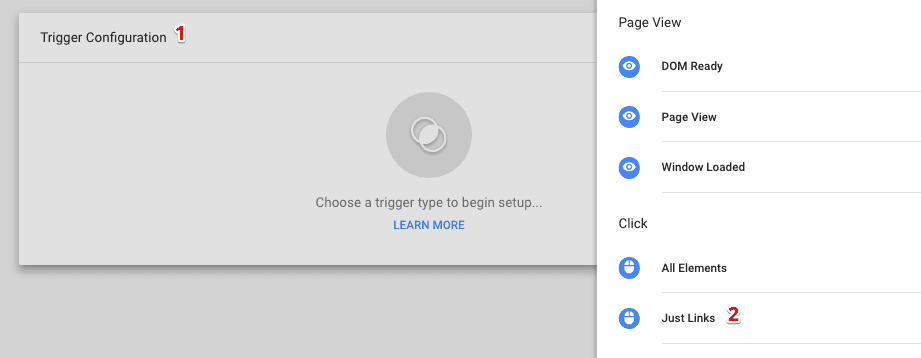 Trigger Configuration 1
Choose a trigger type to begin setup...
LEARN MORE
Page View
DOM Ready
Page View
Window Loaded
Click
All Elements
Just Links 2